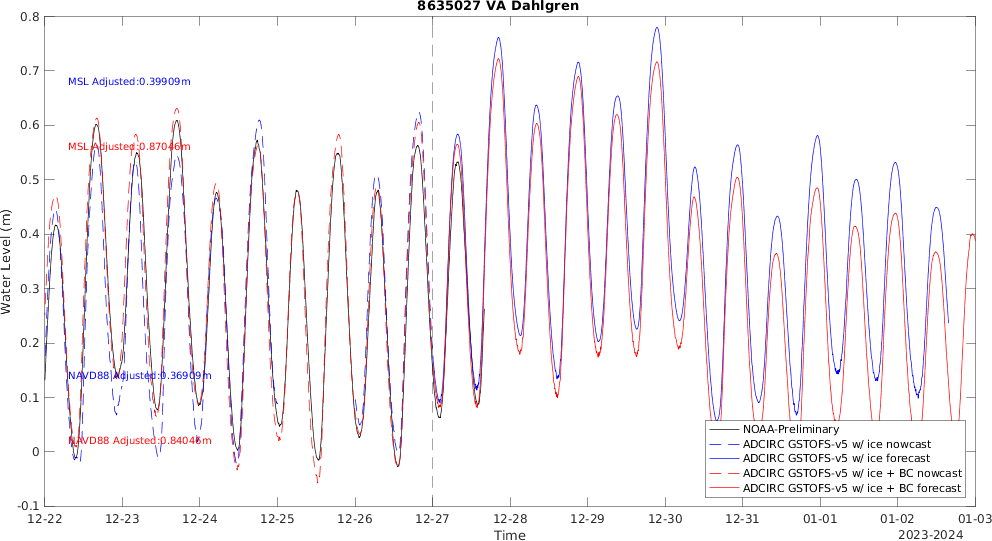 8635027 VA Dahlgren
0.8
0.7
0.6
0.5
0.4
0.3
0.2
0.1
0
-0.1
Water Level (m)
MSL Adjusted:0.39909m
MSL Adjusted:0.87046m
NAVD88 Adjusted:0.36909m
NAVD88 Adjusted:0.84046m
NOAA-Preliminary
ADCIRC GSTOFS-v5 w/ ice nowcast
ADCIRC GSTOFS-v5 w/ ice forecast
ADCIRC GSTOFS-v5 w/ ice + BC nowcast
ADCIRC GSTOFS-v5 w/ ice + BC forecast
12-22 12-23 12-24 12-25 12-26 12-27 12-28 12-29 12-30 12-31 01-01 01-02 01-03
Time
2023-2024